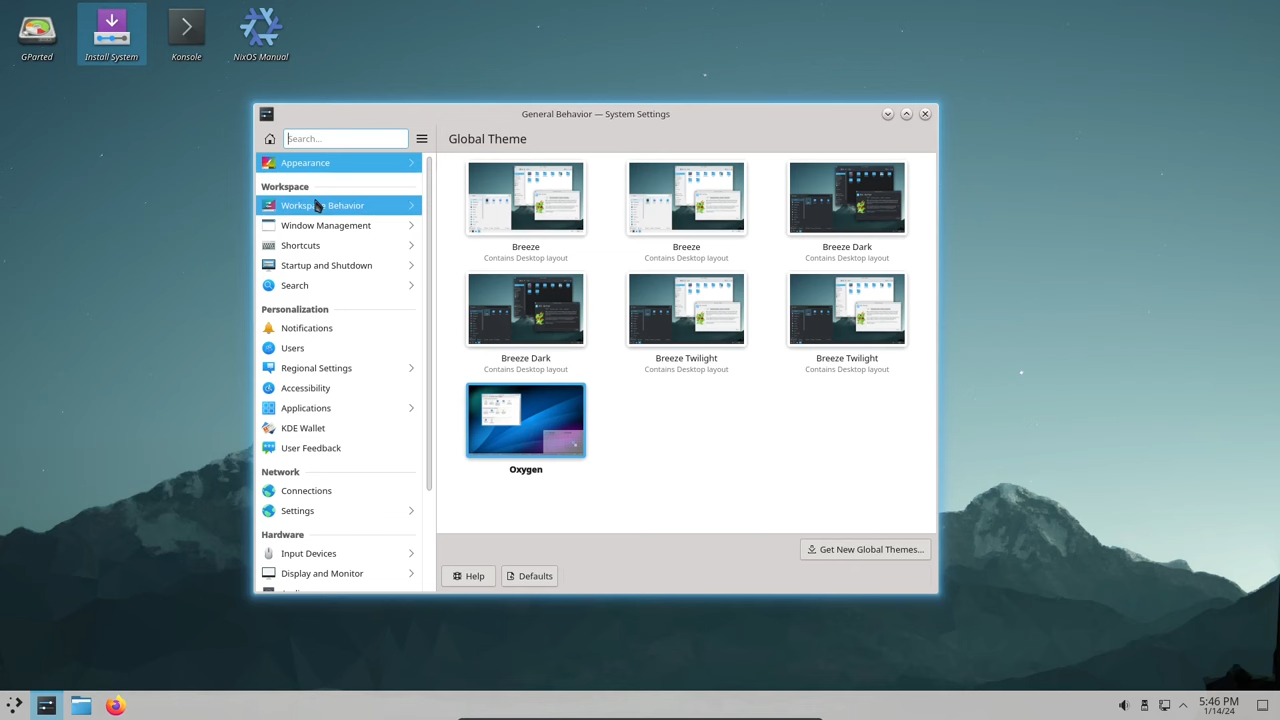 GParted
Install System
Konsole
NixOS Manual
General Behavior — System Settings
Search...
Global Theme
Appearance
Workspace
Workspace Behavior
Window Management
Shortcuts
Startup and Shutdown
Search
Personalization
Notifications
Users
Regional Settings
Accessibility
Applications
KDE Wallet
User Feedback
Network
Connections
Settings
Hardware
Input Devices
Display and Monitor
Breeze
Contains Desktop layout
Breeze
Contains Desktop layout
Breeze Dark
Contains Desktop layout
Breeze Dark
Contains Desktop layout
Breeze Twilight
Contains Desktop layout
Breeze Twilight
Contains Desktop layout
Oxygen
Get New Global Themes...
Help
Defaults
5:46 PM
1/14/24